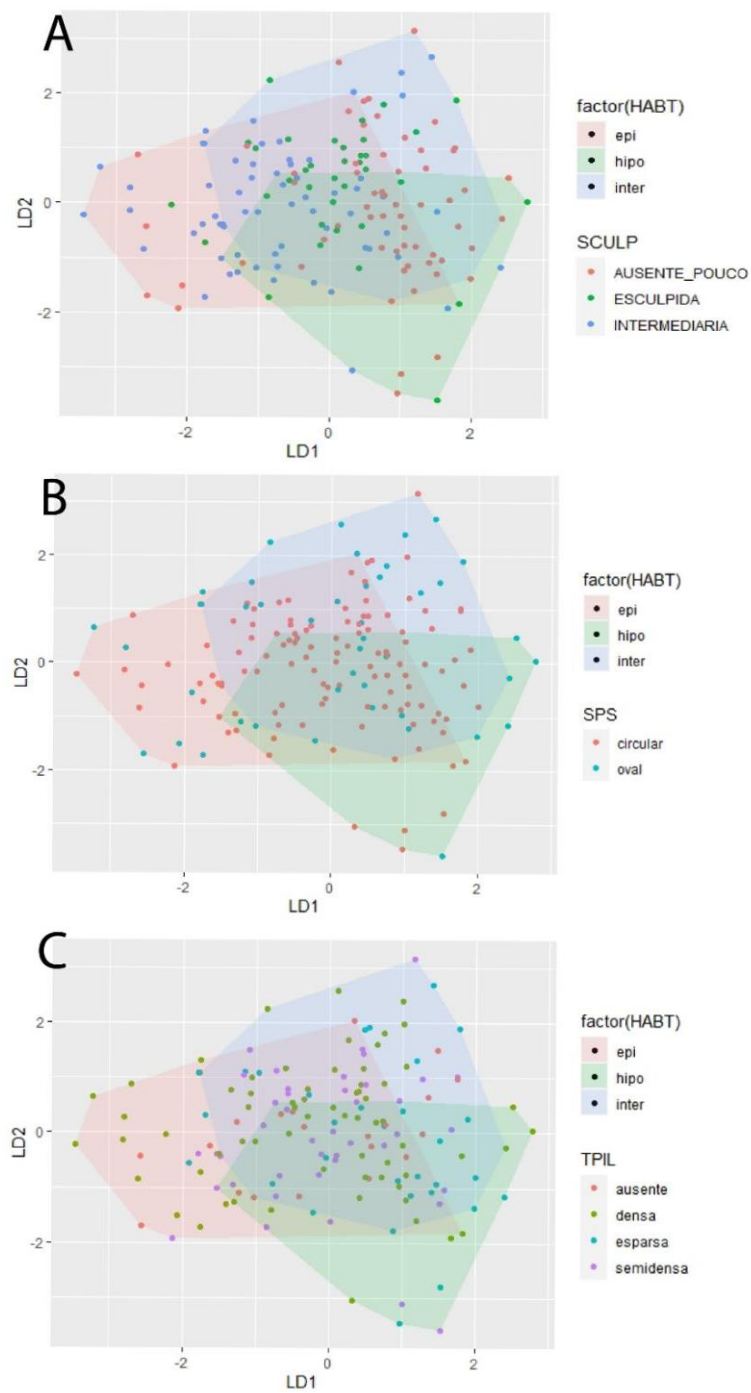 A
2
0
-2
LD2
-2
0
2
LD1
factor(HABT)
epi
hipo
inter
SCULP
AUSENTE_POUCO
ESCULPIDA
INTERMEDIARIA
B
2
0
-2
LD2
-2
0
2
LD1
factor(HABT)
epi
hipo
inter
SPS
circular
oval
C
2
0
-2
LD2
-2
0
2
LD1
factor(HABT)
epi
hipo
inter
TPIL
ausente
densa
esparsa
semidensa